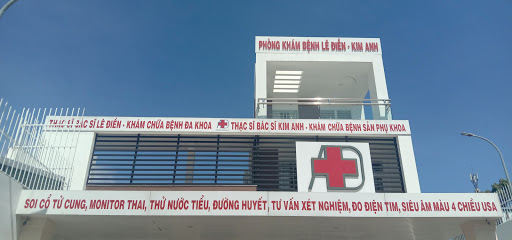 PHÒNG KHÁM BỆNH LÊ ĐIỀN - KIM ANH
THẠC SĨ BÁC SĨ LÊ ĐIỀN - KHÁM CHỮA BỆNH ĐA KHOA THẠC SĨ BÁC SĨ KIM ANH - KHÁM CHỮA BỆNH SẢN PHỤ KHOA
SOI CỔ TỬ CUNG, MONITOR THAI, THỬ NƯỚC TIỂU, ĐƯỜNG HUYẾT, TƯ VẤN XÉT NGHIỆM, ĐO ĐIỆN TIM, SIÊU ÂM MÀU 4 CHIỀU USA